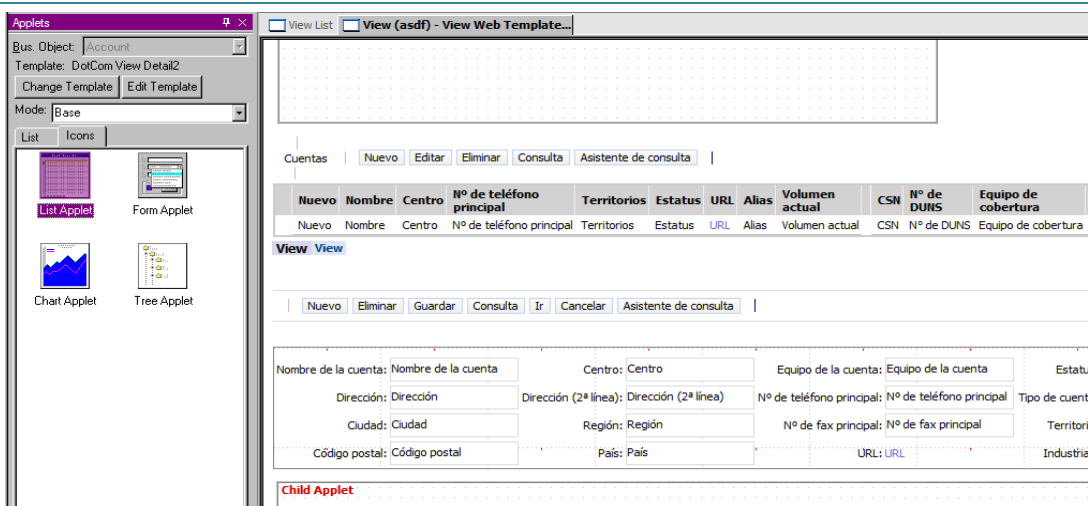 Applets
Bus. Object: Account
Template: DotCom View Detail2
Change Template Edit Template
Mode: Base
List Icons
List Applet Form Applet
Chart Applet Tree Applet
View List View (asdf) - View Web Template...
Cuentas Nuevo Editar Eliminar Consulta Asistente de consulta
Nuevo Nombre Centro Nº de teléfono principal Territorios Estatus URL Alias Volumen actual CSN N° de DUNS Equipo de cobertura
Nuevo Nombre Centro Nº de teléfono principal Territorios Estatus URL Alias Volumen actual CSN N° de DUNS Equipo de cobertura
View View
Nuevo Eliminar Guardar Consulta Ir Cancelar Asistente de consulta
Nombre de la cuenta: Nombre de la cuenta Centro: Centro Equipo de la cuenta: Equipo de la cuenta Estatu
Dirección: Dirección Dirección (2ª línea): Dirección (2ª línea) Nº de teléfono principal: Nº de teléfono principal Tipo de cuent
Ciudad: Ciudad Región: Región Nº de fax principal: Nº de fax principal Territori
Código postal: Código postal País: País URL: URL Industria
Child Applet